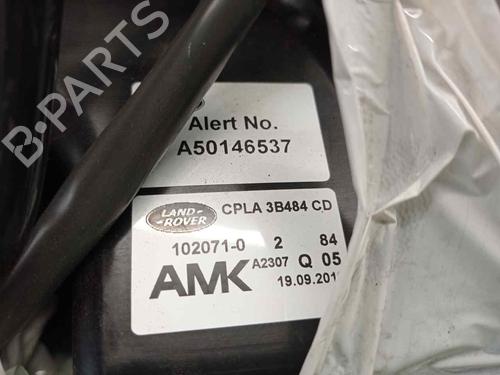 B-PARTS
Alert No.
A50146537
LAND-
ROVER
CPLA 3B484 CD
102071-0 2 84
AMK A2307 Q 05
19.09.201